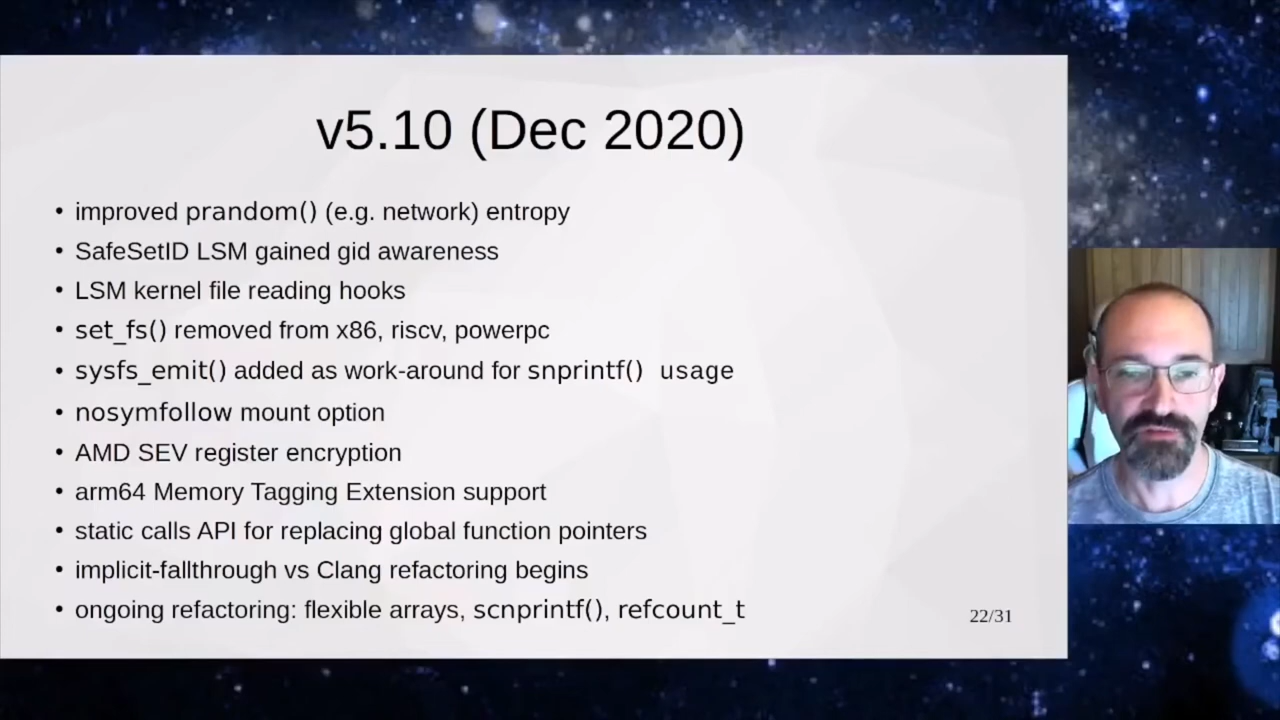 v5.10 (Dec 2020)
• improved prandom() (e.g. network) entropy
• SafeSetID LSM gained gid awareness
• LSM kernel file reading hooks
• set_fs() removed from x86, riscv, powerpc
• sysfs_emit() added as work-around for snprintf() usage
• nosymfollow mount option
• AMD SEV register encryption
• arm64 Memory Tagging Extension support
• static calls API for replacing global function pointers
• implicit-fallthrough vs Clang refactoring begins
• ongoing refactoring: flexible arrays, scnprintf(), refcount_t
22/31